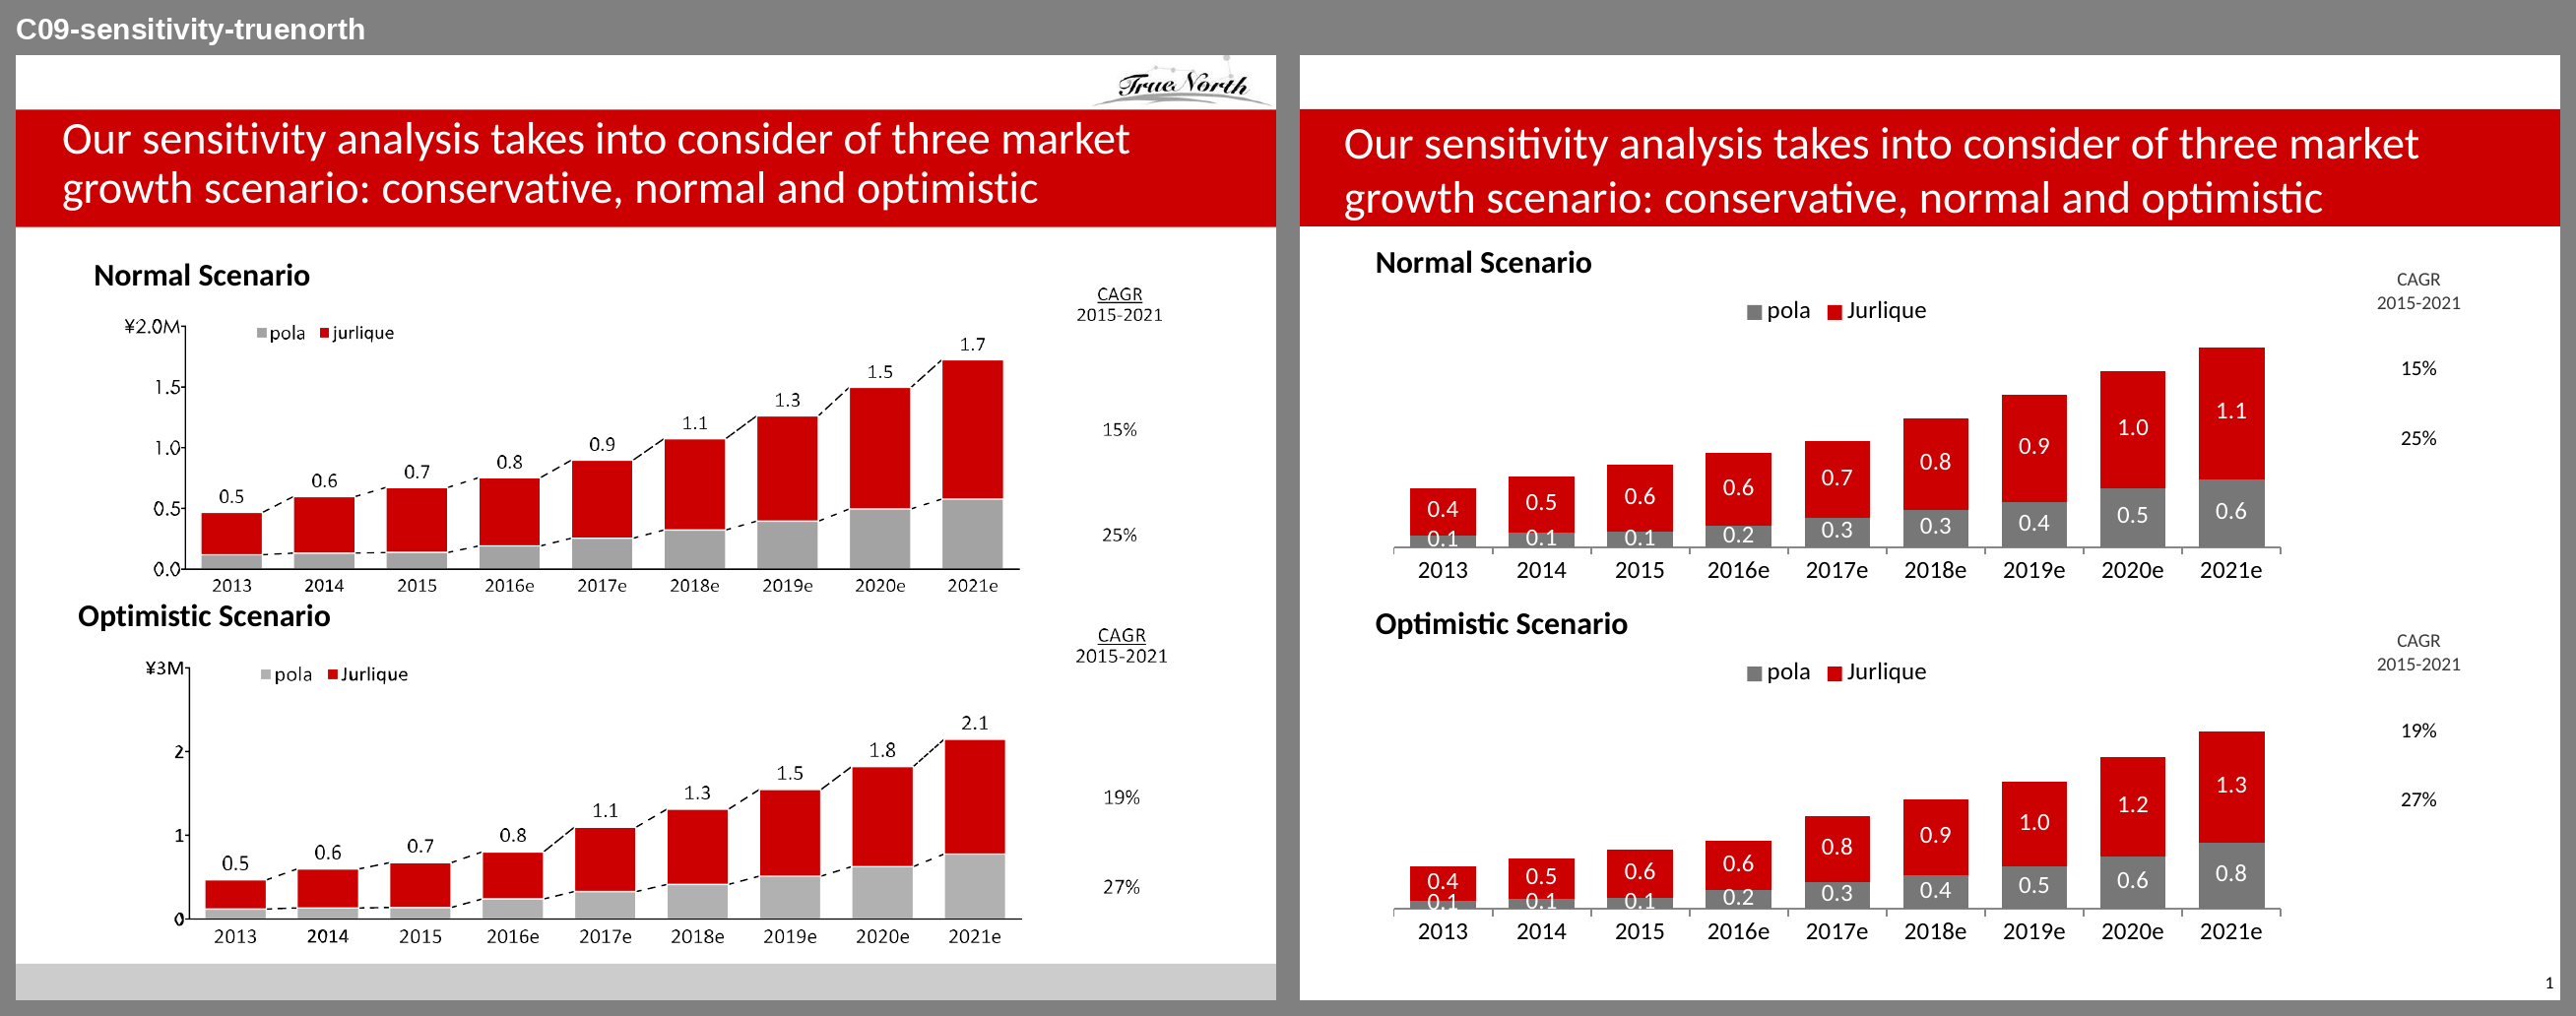 C09-sensitivity-truenorth
TrueNorth
Our sensitivity analysis takes into consider of three market
growth scenario: conservative, normal and optimistic
Normal Scenario
CAGR
2015-2021
¥2.0M
pola jurlique
1.5
1.0
0.5
0.0
0.5 0.6 0.7 0.8 0.9 1.1 1.3 1.5 1.7
15%
25%
2013 2014 2015 2016e 2017e 2018e 2019e 2020e 2021e
Optimistic Scenario
CAGR
2015-2021
¥3M
pola Jurlique
2
1
0
0.5 0.6 0.7 0.8 1.1 1.3 1.5 1.8 2.1
19%
27%
2013 2014 2015 2016e 2017e 2018e 2019e 2020e 2021e
Our sensitivity analysis takes into consider of three market
growth scenario: conservative, normal and optimistic
Normal Scenario
CAGR
2015-2021
pola Jurlique
15%
25%
0.4 0.5 0.6 0.6 0.7 0.8 0.9 1.0 1.1
0.1 0.1 0.1 0.2 0.3 0.3 0.4 0.5 0.6
2013 2014 2015 2016e 2017e 2018e 2019e 2020e 2021e
Optimistic Scenario
CAGR
2015-2021
pola Jurlique
19%
27%
0.4 0.5 0.6 0.6 0.8 0.9 1.0 1.2 1.3
0.1 0.1 0.1 0.2 0.3 0.4 0.5 0.6 0.8
2013 2014 2015 2016e 2017e 2018e 2019e 2020e 2021e
1